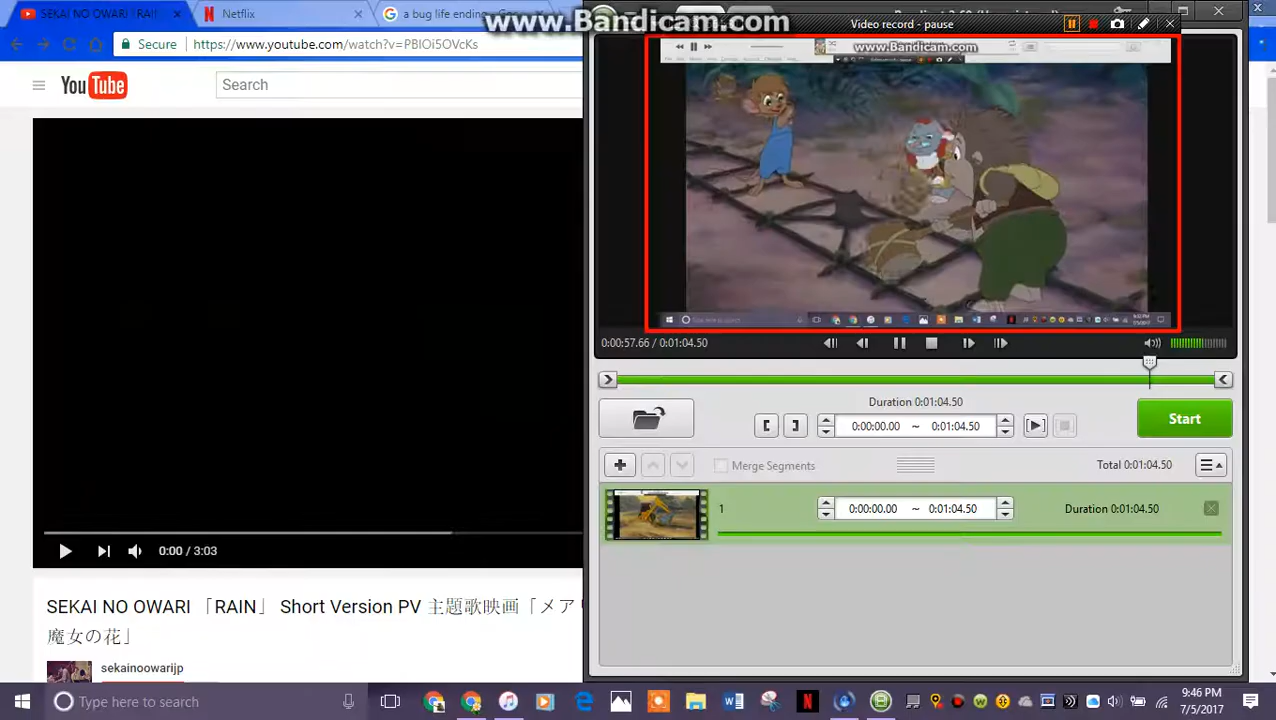 SEKAI NO OWARI 「RAIN
Netflix
a bug life ending - Goo
www.Bandicam.com
Video record - pause
Secure
https://www.youtube.com/watch?v=PBIOi5OVcKs
www.Bandicam.com
YouTube
Search
0:00:57.66 / 0:01:04.50
Duration 0:01:04.50
0:00:00.00 ~ 0:01:04.50
Start
Merge Segments
Total 0:01:04.50
1
0:00:00.00 ~ 0:01:04.50
Duration 0:01:04.50
0:00 / 3:03
SEKAI NO OWARI 「RAIN」 Short Version PV 主題歌映画「メア
魔女の花」
sekainoowarijp
Type here to search
9:46 PM
7/5/2017